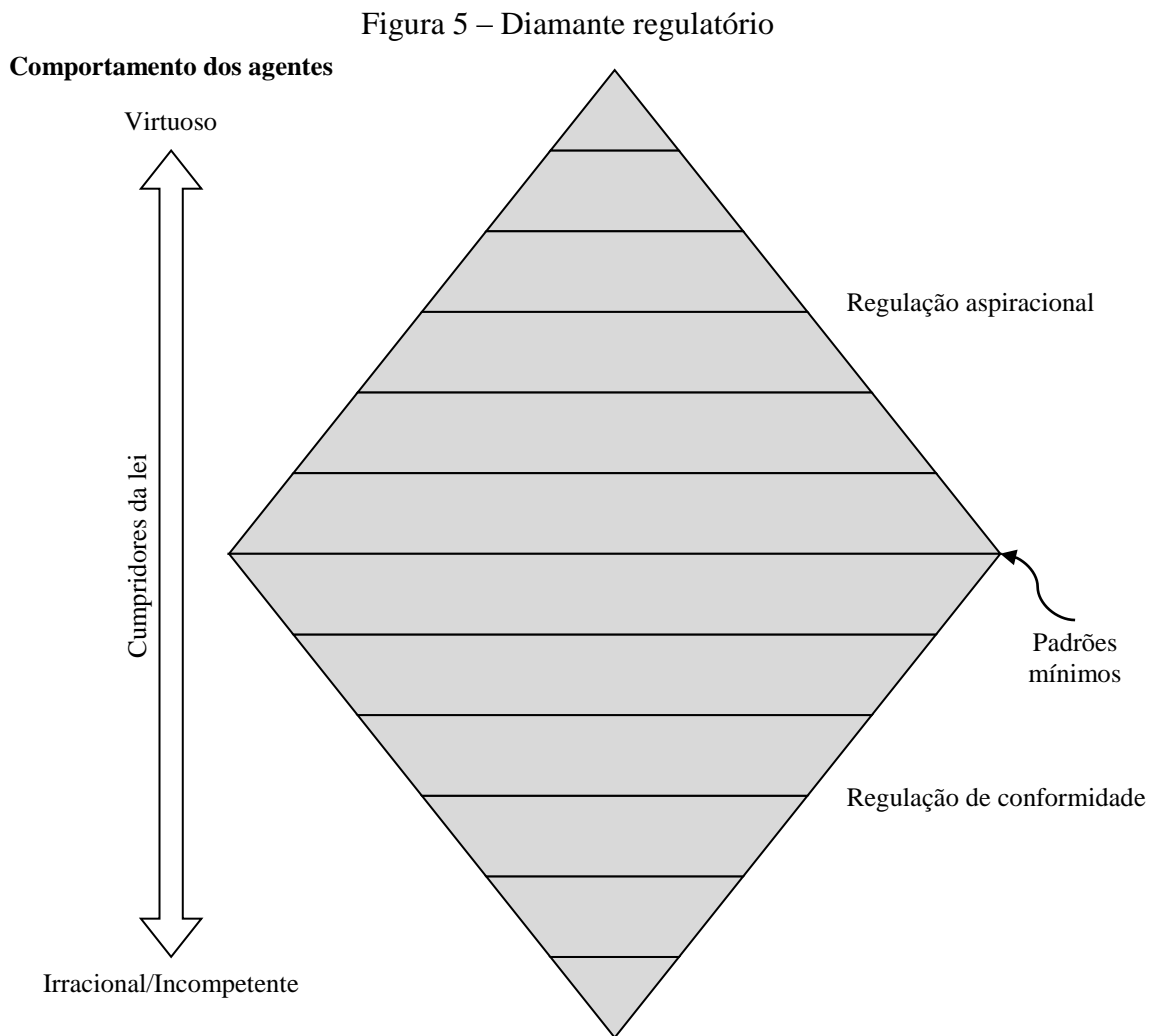 Figura 5 – Diamante regulatório
Comportamento dos agentes
Virtuoso
Regulação aspiracional
Cumpridores da lei
Padrões
mínimos
Regulação de conformidade
Irracional/Incompetente